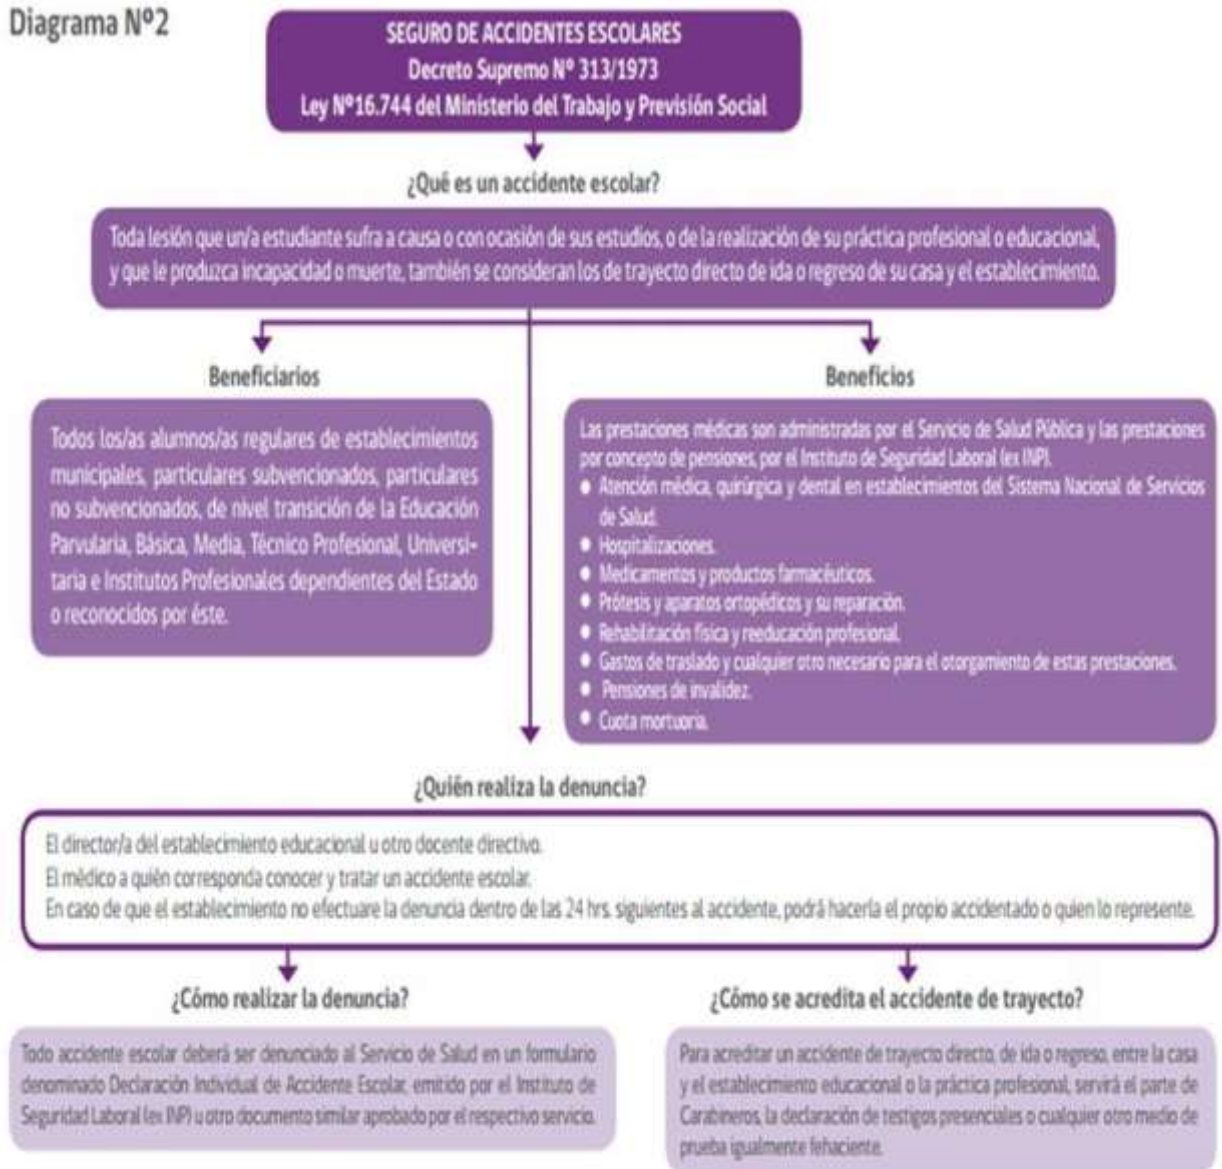 Diagrama Nº2
SEGURO DE ACCIDENTES ESCOLARES
Decreto Supremo Nº 313/1973
Ley Nº16.744 del Ministerio del Trabajo y Previsión Social
¿Qué es un accidente escolar?
Toda lesión que un/a estudiante sufra a causa o con ocasión de sus estudios, o de la realización de su práctica profesional o educacional,
y que le produzca incapacidad o muerte, también se consideran los de trayecto directo de ida o regreso de su casa y el establecimiento.
Beneficiarios
Todos los/as alumnos/as regulares de establecimientos
municipales, particulares subvencionados, particulares
no subvencionados, de nivel transición de la Educación
Parvularia, Básica, Media, Técnico Profesional, Universi-
taria e Institutos Profesionales dependientes del Estado
o reconocidos por éste.
Beneficios
Las prestaciones médicas son administradas por el Servicio de Salud Pública y las prestaciones
por concepto de pensiones, por el Instituto de Seguridad Laboral (ex INP).
● Atención médica, quirúrgica y dental en establecimientos del Sistema Nacional de Servicios
de Salud.
● Hospitalizaciones.
● Medicamentos y productos farmacéuticos.
● Prótesis y aparatos ortopédicos y su reparación.
● Rehabilitación física y reeducación profesional.
● Gastos de traslado y cualquier otro necesario para el otorgamiento de estas prestaciones.
● Pensiones de invalidez.
● Cuota mortuoria.
¿Quién realiza la denuncia?
El director/a del establecimiento educacional u otro docente directivo.
El médico a quién corresponda conocer y tratar un accidente escolar.
En caso de que el establecimiento no efectuare la denuncia dentro de las 24 hrs. siguientes al accidente, podrá hacerla el propio accidentado o quien lo represente.
¿Cómo realizar la denuncia?
Todo accidente escolar deberá ser denunciado al Servicio de Salud en un formulario
denominado Declaración Individual de Accidente Escolar, emitido por el Instituto de
Seguridad Laboral (ex INP) u otro documento similar aprobado por el respectivo servicio.
¿Cómo se acredita el accidente de trayecto?
Para acreditar un accidente de trayecto directo, de ida o regreso, entre la casa
y el establecimiento educacional o la práctica profesional, servirá el parte de
Carabineros, la declaración de testigos presenciales o cualquier otro medio de
prueba igualmente fehaciente.